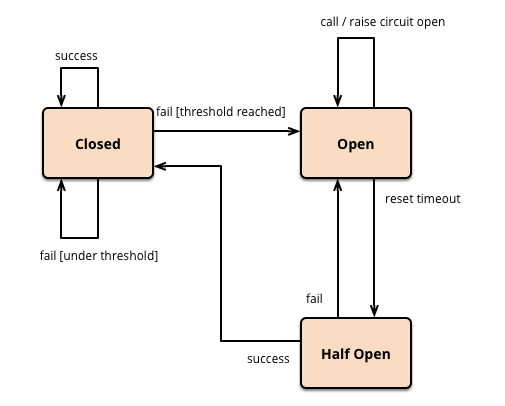 call / raise circuit open
success
fail [threshold reached]
Closed
Open
reset timeout
fail [under threshold]
fail
Half Open
success